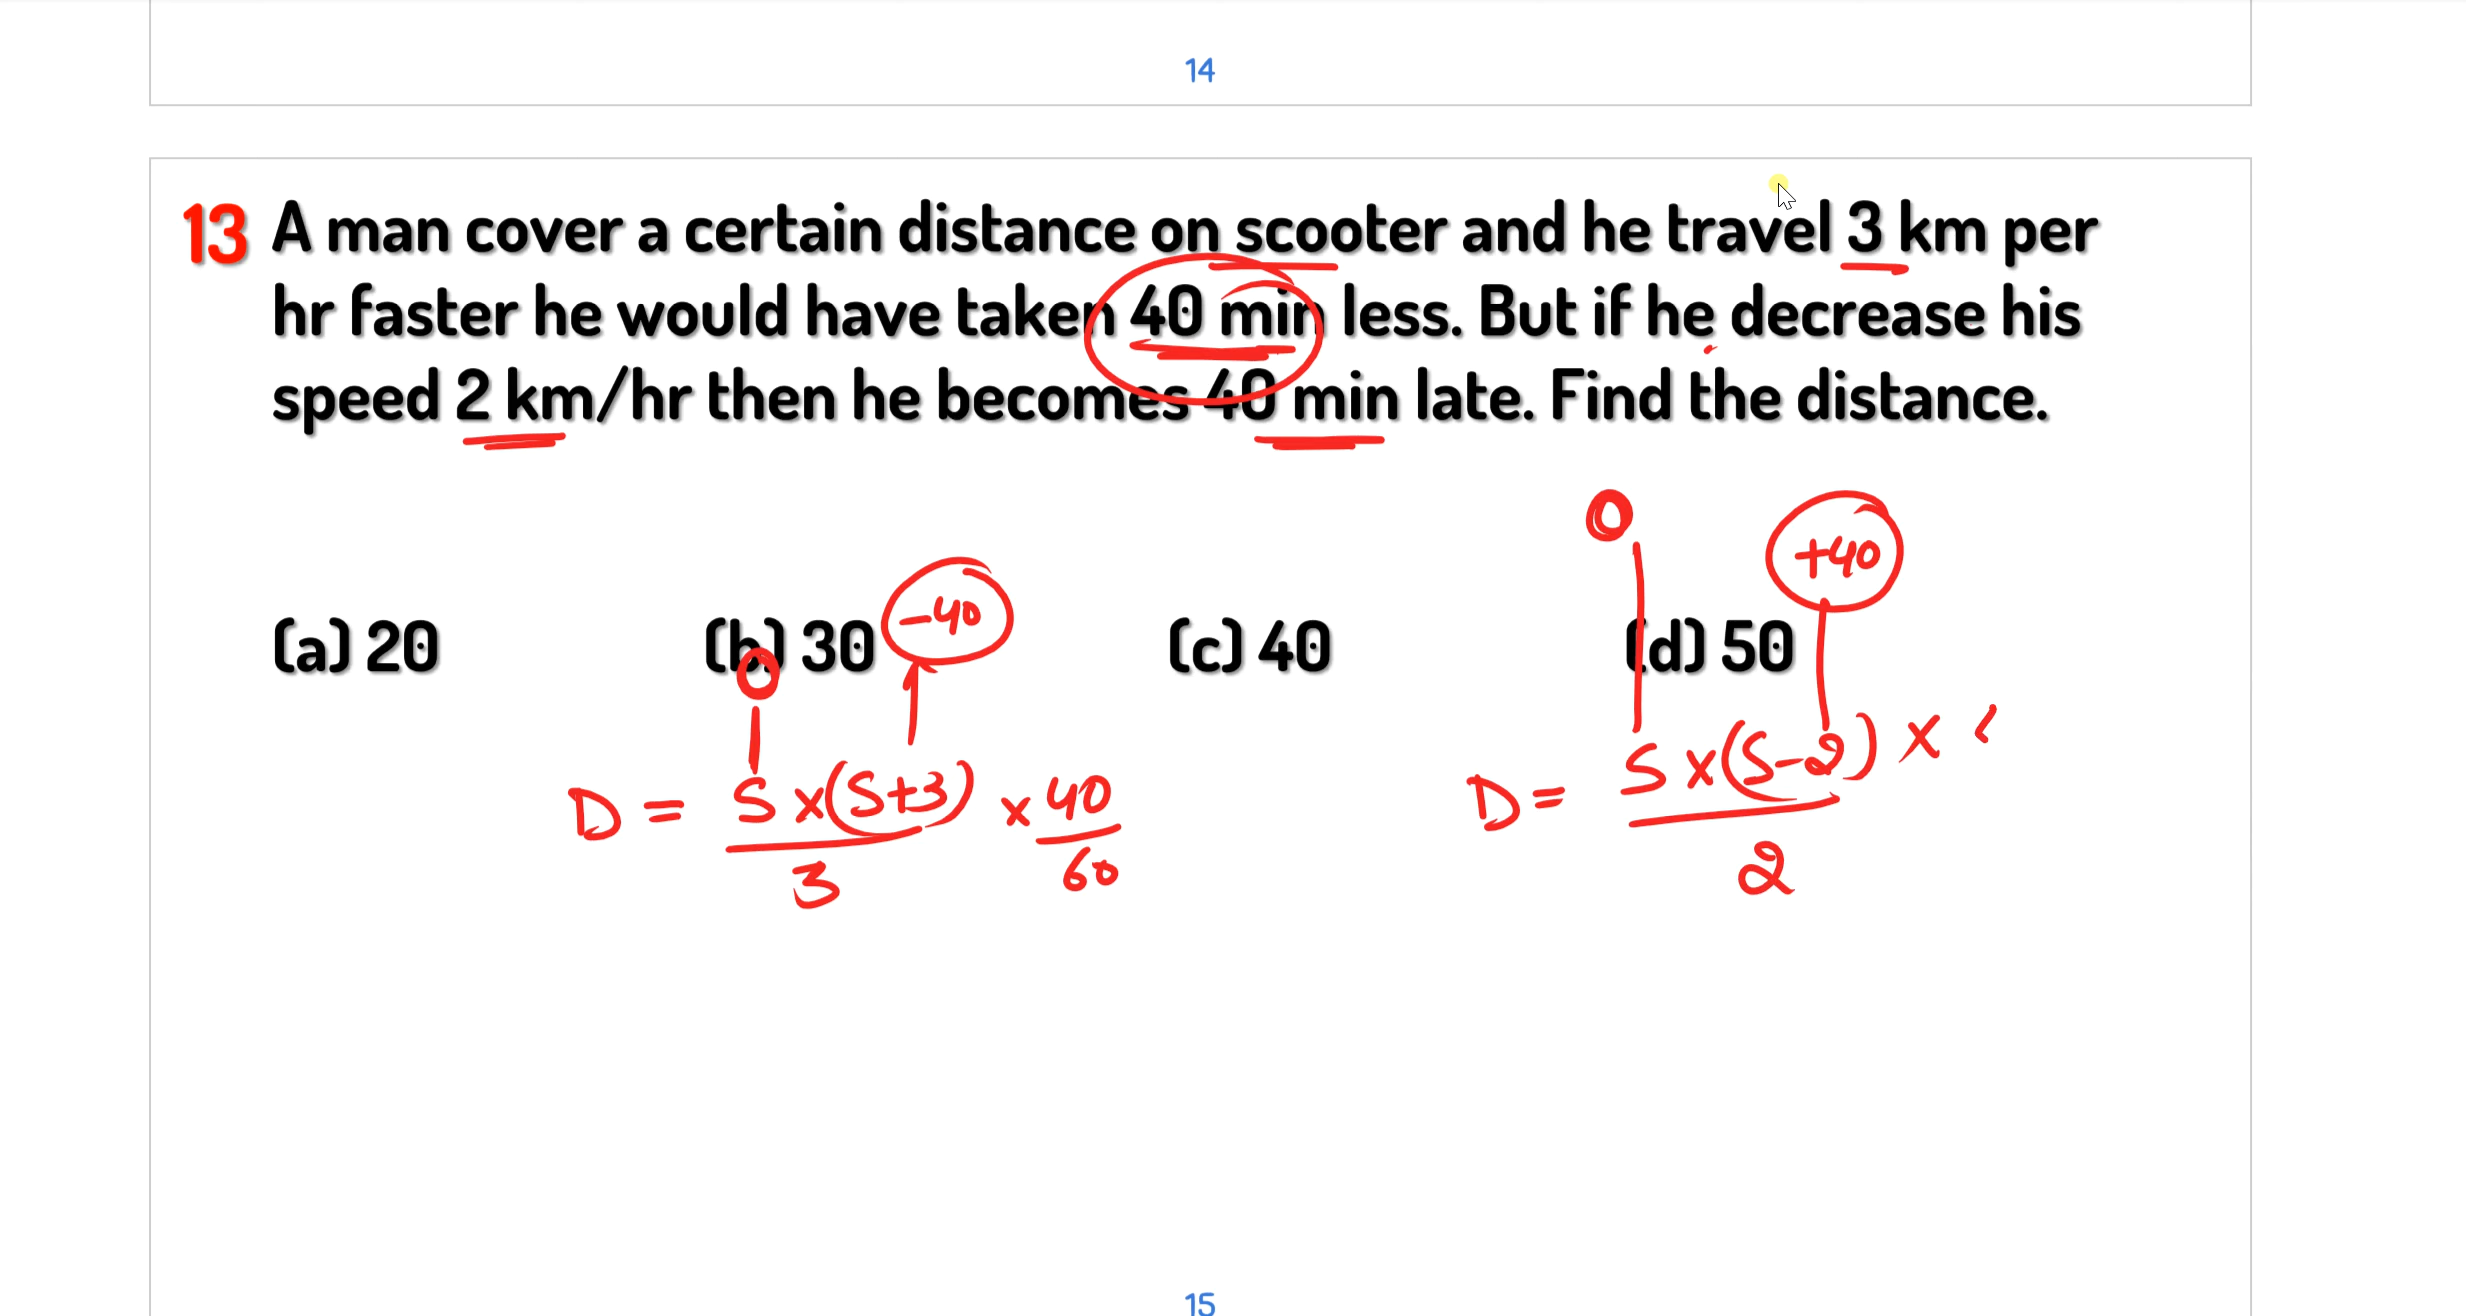 14
13 A man cover a certain distance on scooter and he travel 3 km per
hr faster he would have taken 40 min less. But if he decrease his
speed 2 km/hr then he becomes 40 min late. Find the distance.
0 +40
-40
(a) 20 (b) 30 (c) 40 (d) 50
0
D = S x(S+3) x 40
3 60
D = S x(S-2) x
2
15